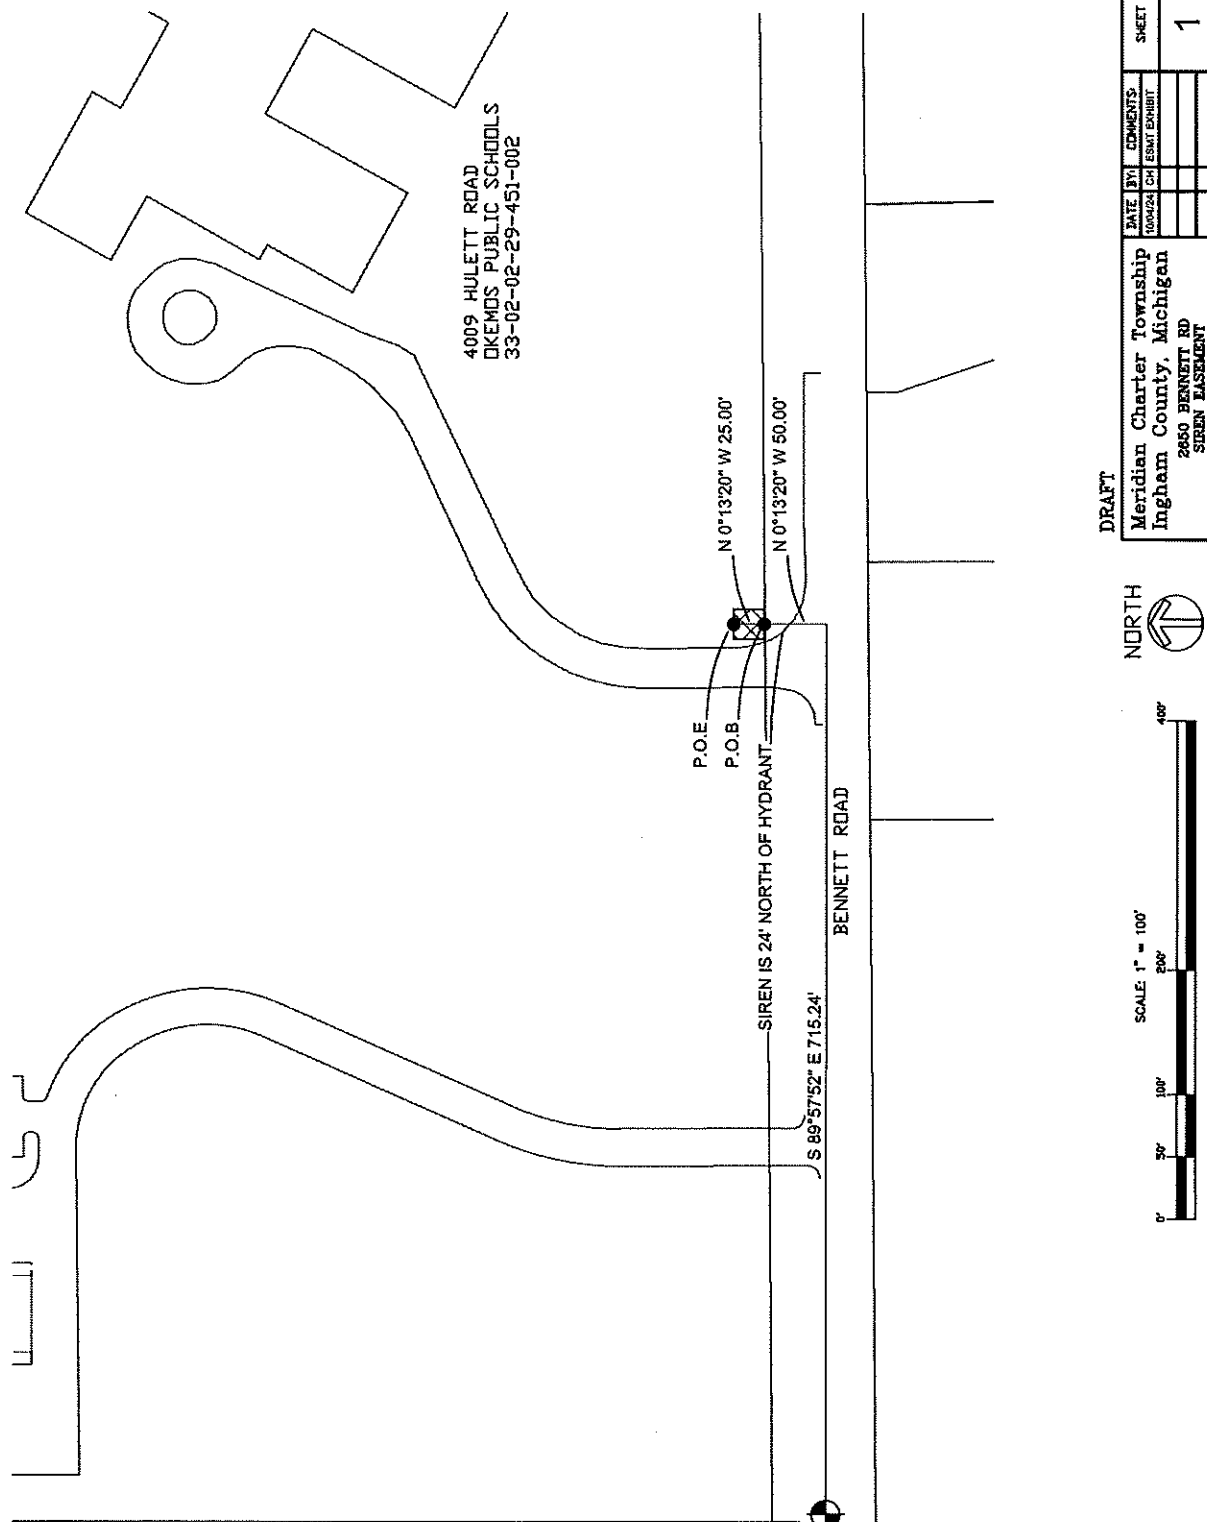 4009 HULETT ROAD
OKEMOS PUBLIC SCHOOLS
33-02-02-29-451-002
N 0°13'20" W 25.00'
N 0°13'20" W 50.00'
P.O.E
P.O.B
SIREN IS 24' NORTH OF HYDRANT
BENNETT ROAD
S 89°57'52" E 715.24'
SCALE: 1" = 100'
0'
50'
100'
200'
400'
NORTH
DRAFT
Meridian Charter Township
Ingham County, Michigan
2650 BENNETT RD
SIREN EASEMENT
DATE BY: COMMENTS:
10/04/24 CH ESMT EXHIBIT
SHEET
1